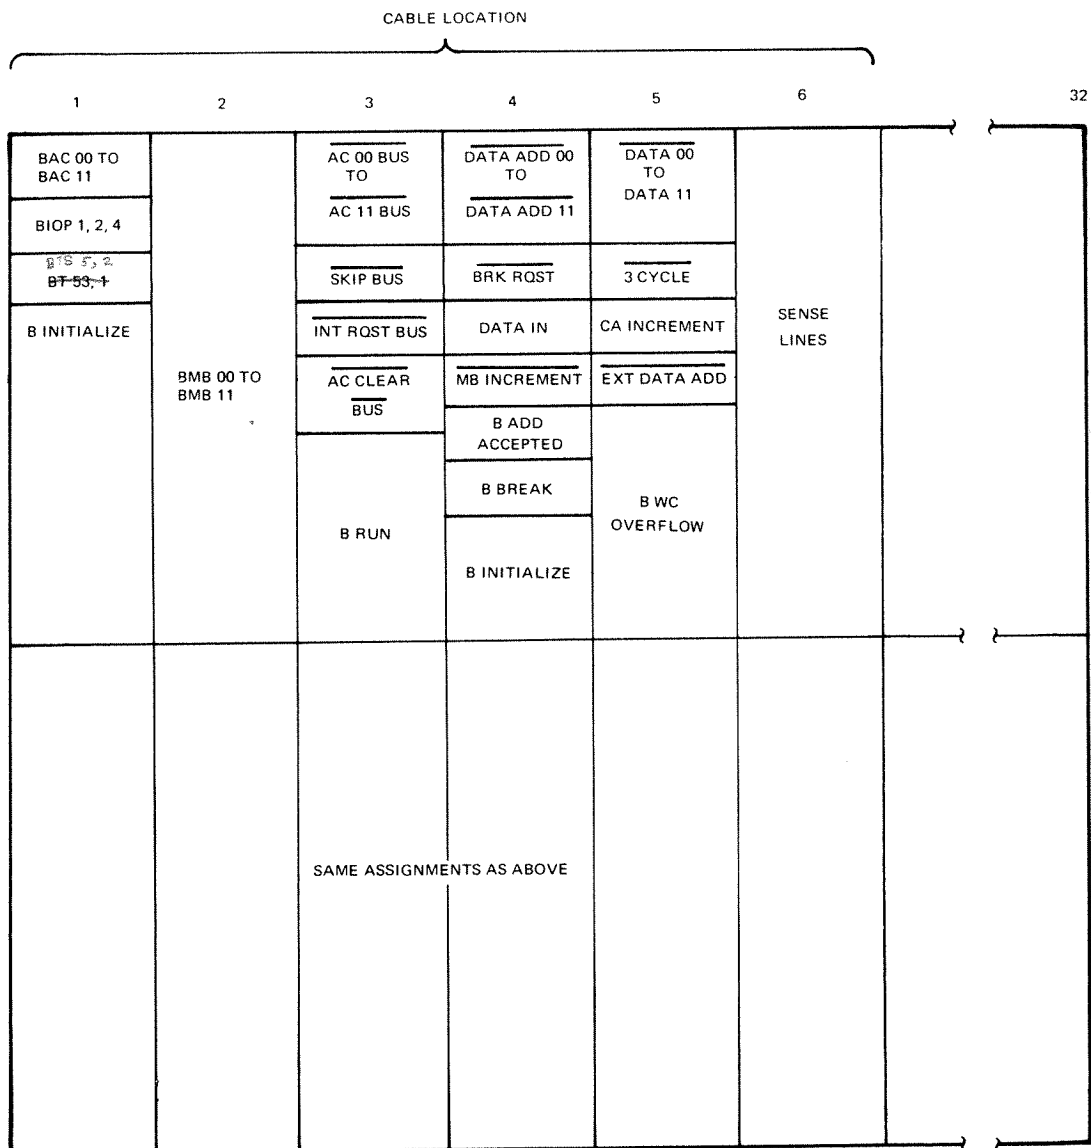 CABLE LOCATION
1 2 3 4 5 6 32
BAC 00 TO
BAC 11
BIOP 1, 2, 4
BTS 5, 2
BT 53, 1
B INITIALIZE
BMB 00 TO
BMB 11
AC 00 BUS
TO
AC 11 BUS
SKIP BUS
INT RQST BUS
AC CLEAR
BUS
B RUN
DATA ADD 00
TO
DATA ADD 11
BRK RQST
DATA IN
MB INCREMENT
B ADD
ACCEPTED
B BREAK
B INITIALIZE
DATA 00
TO
DATA 11
3 CYCLE
CA INCREMENT
EXT DATA ADD
B WC
OVERFLOW
SENSE
LINES
SAME ASSIGNMENTS AS ABOVE